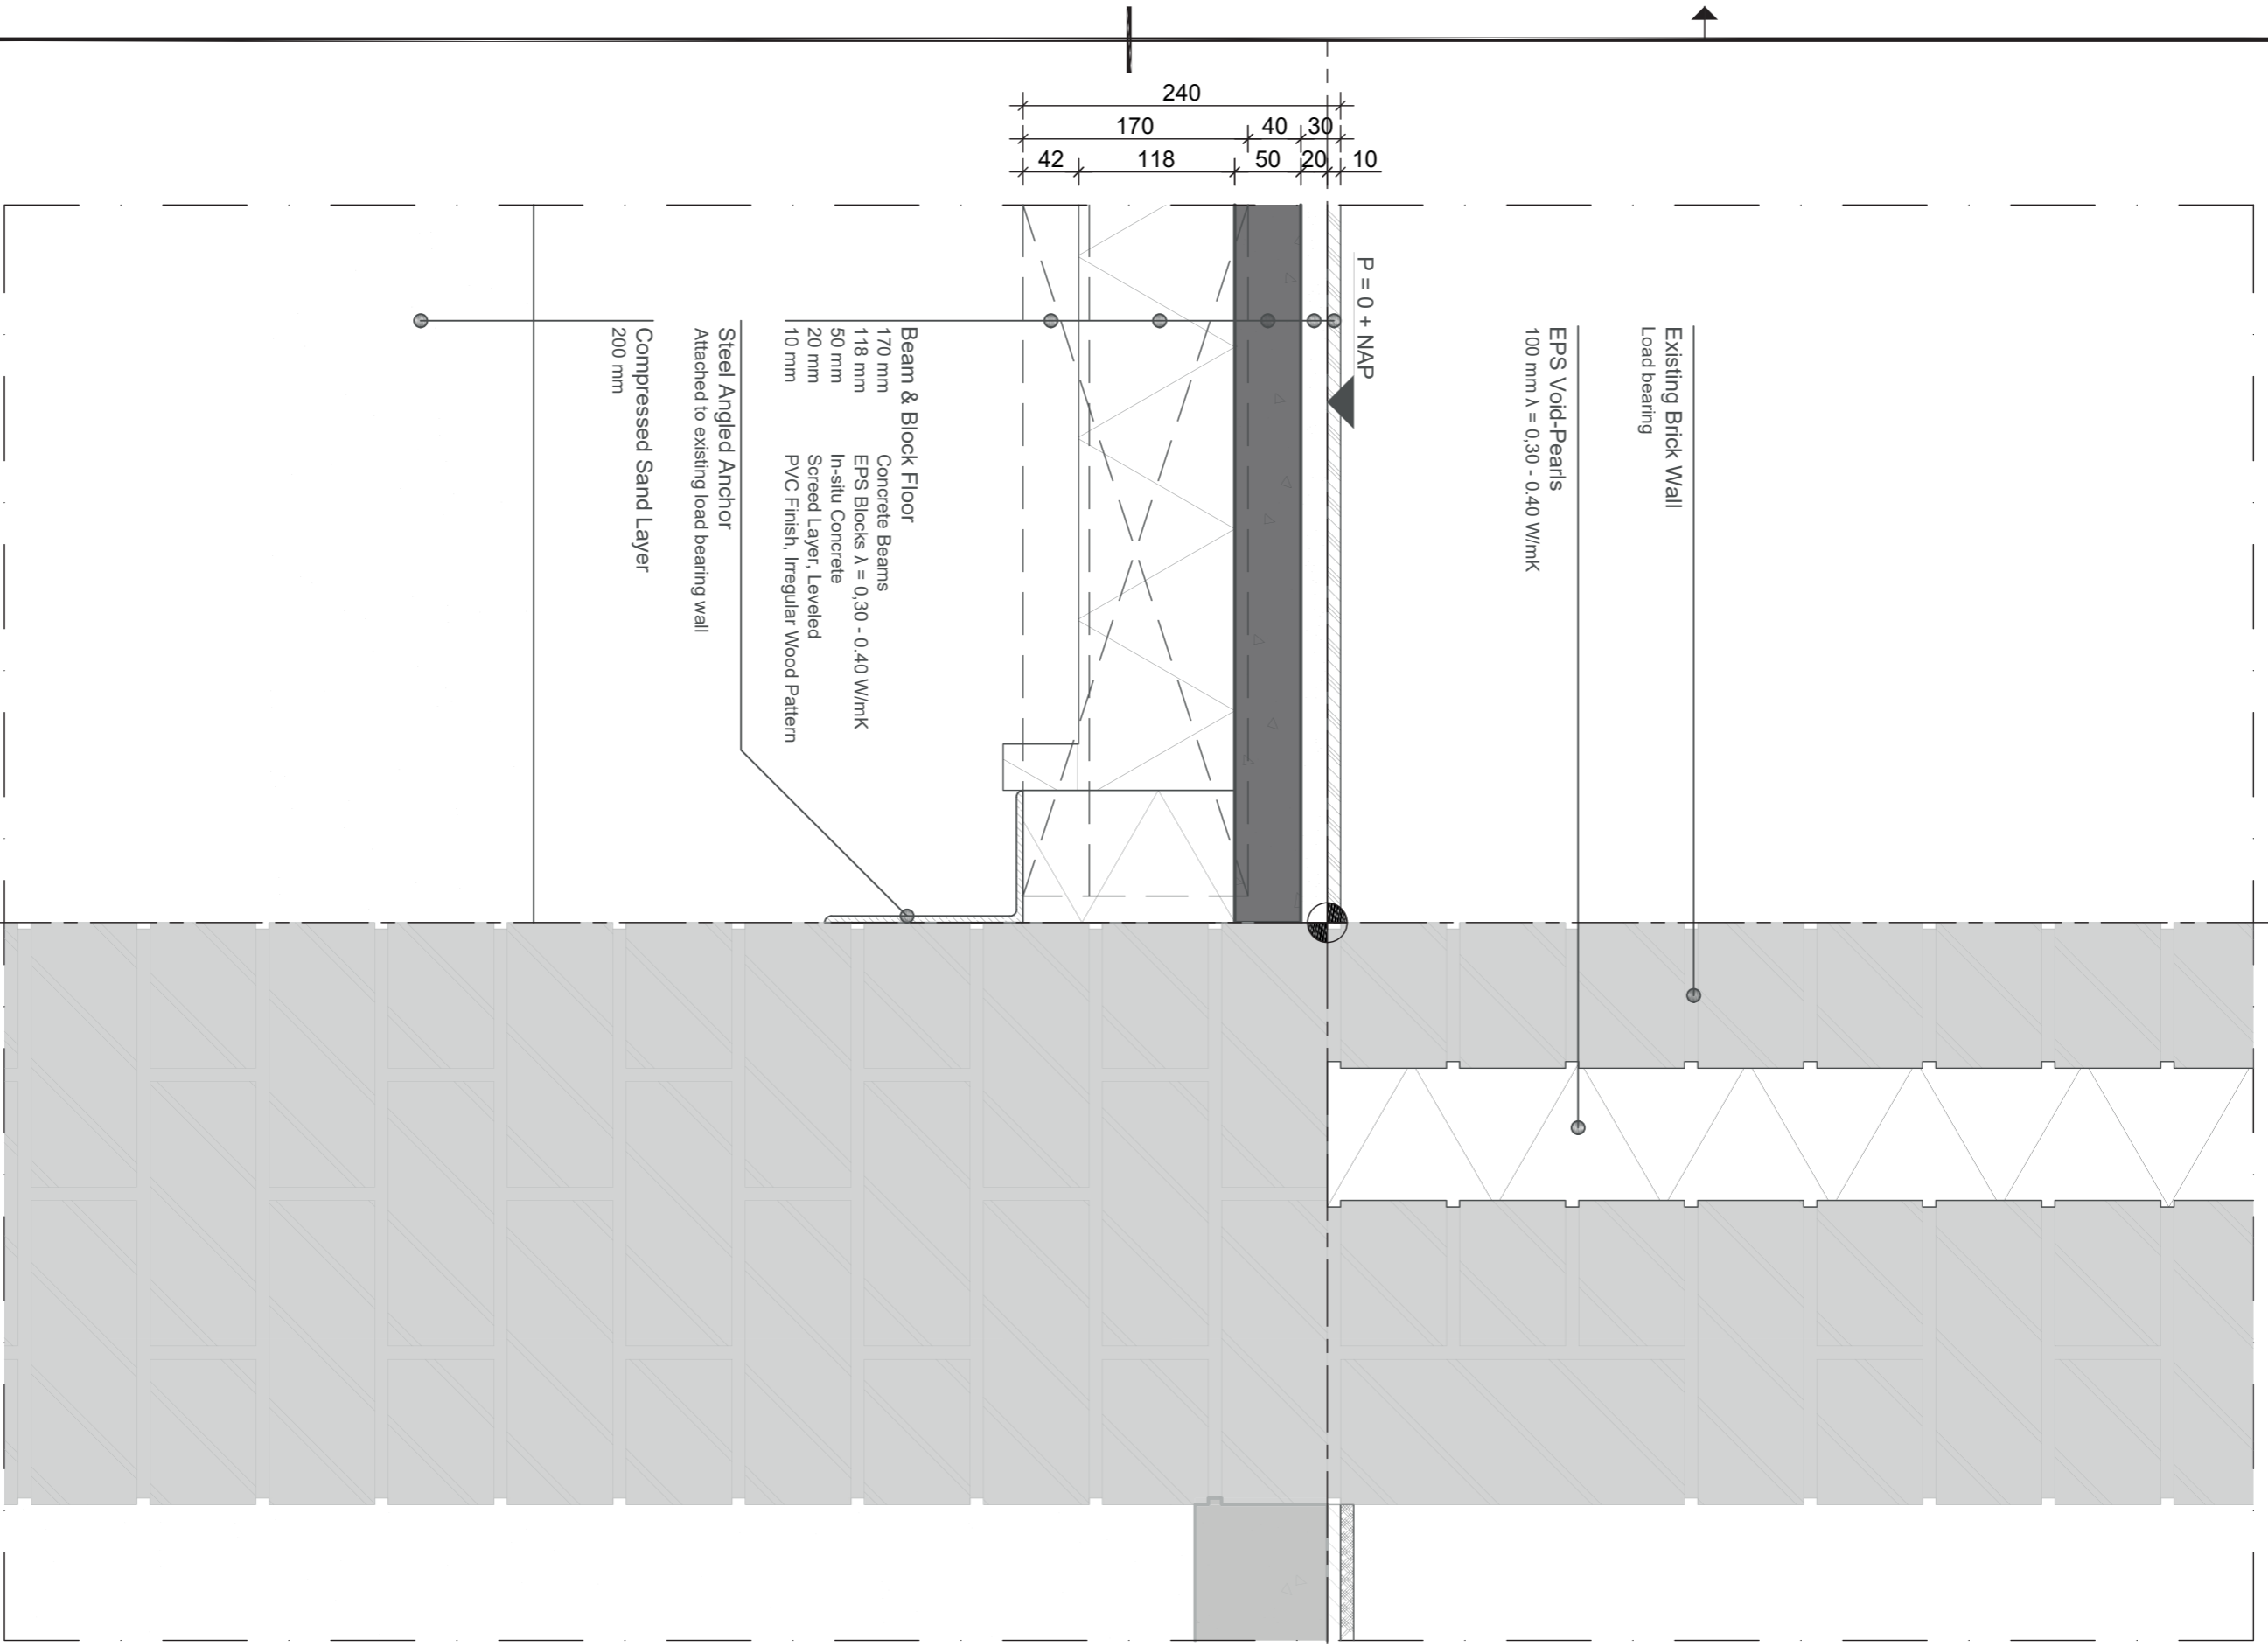 240
170 40 30
42 118 50 20 10
P = 0 + NAP
Existing Brick Wall
Load bearing
EPS Void-Pearls
100 mm λ = 0,30 - 0.40 W/mK
Beam & Block Floor
170 mm Concrete Beams
118 mm EPS Blocks λ = 0,30 - 0.40 W/mK
50 mm In-situ Concrete
20 mm Screed Layer, Leveled
10 mm PVC Finish, Irregular Wood Pattern
Steel Angled Anchor
Attached to existing load bearing wall
Compressed Sand Layer
200 mm